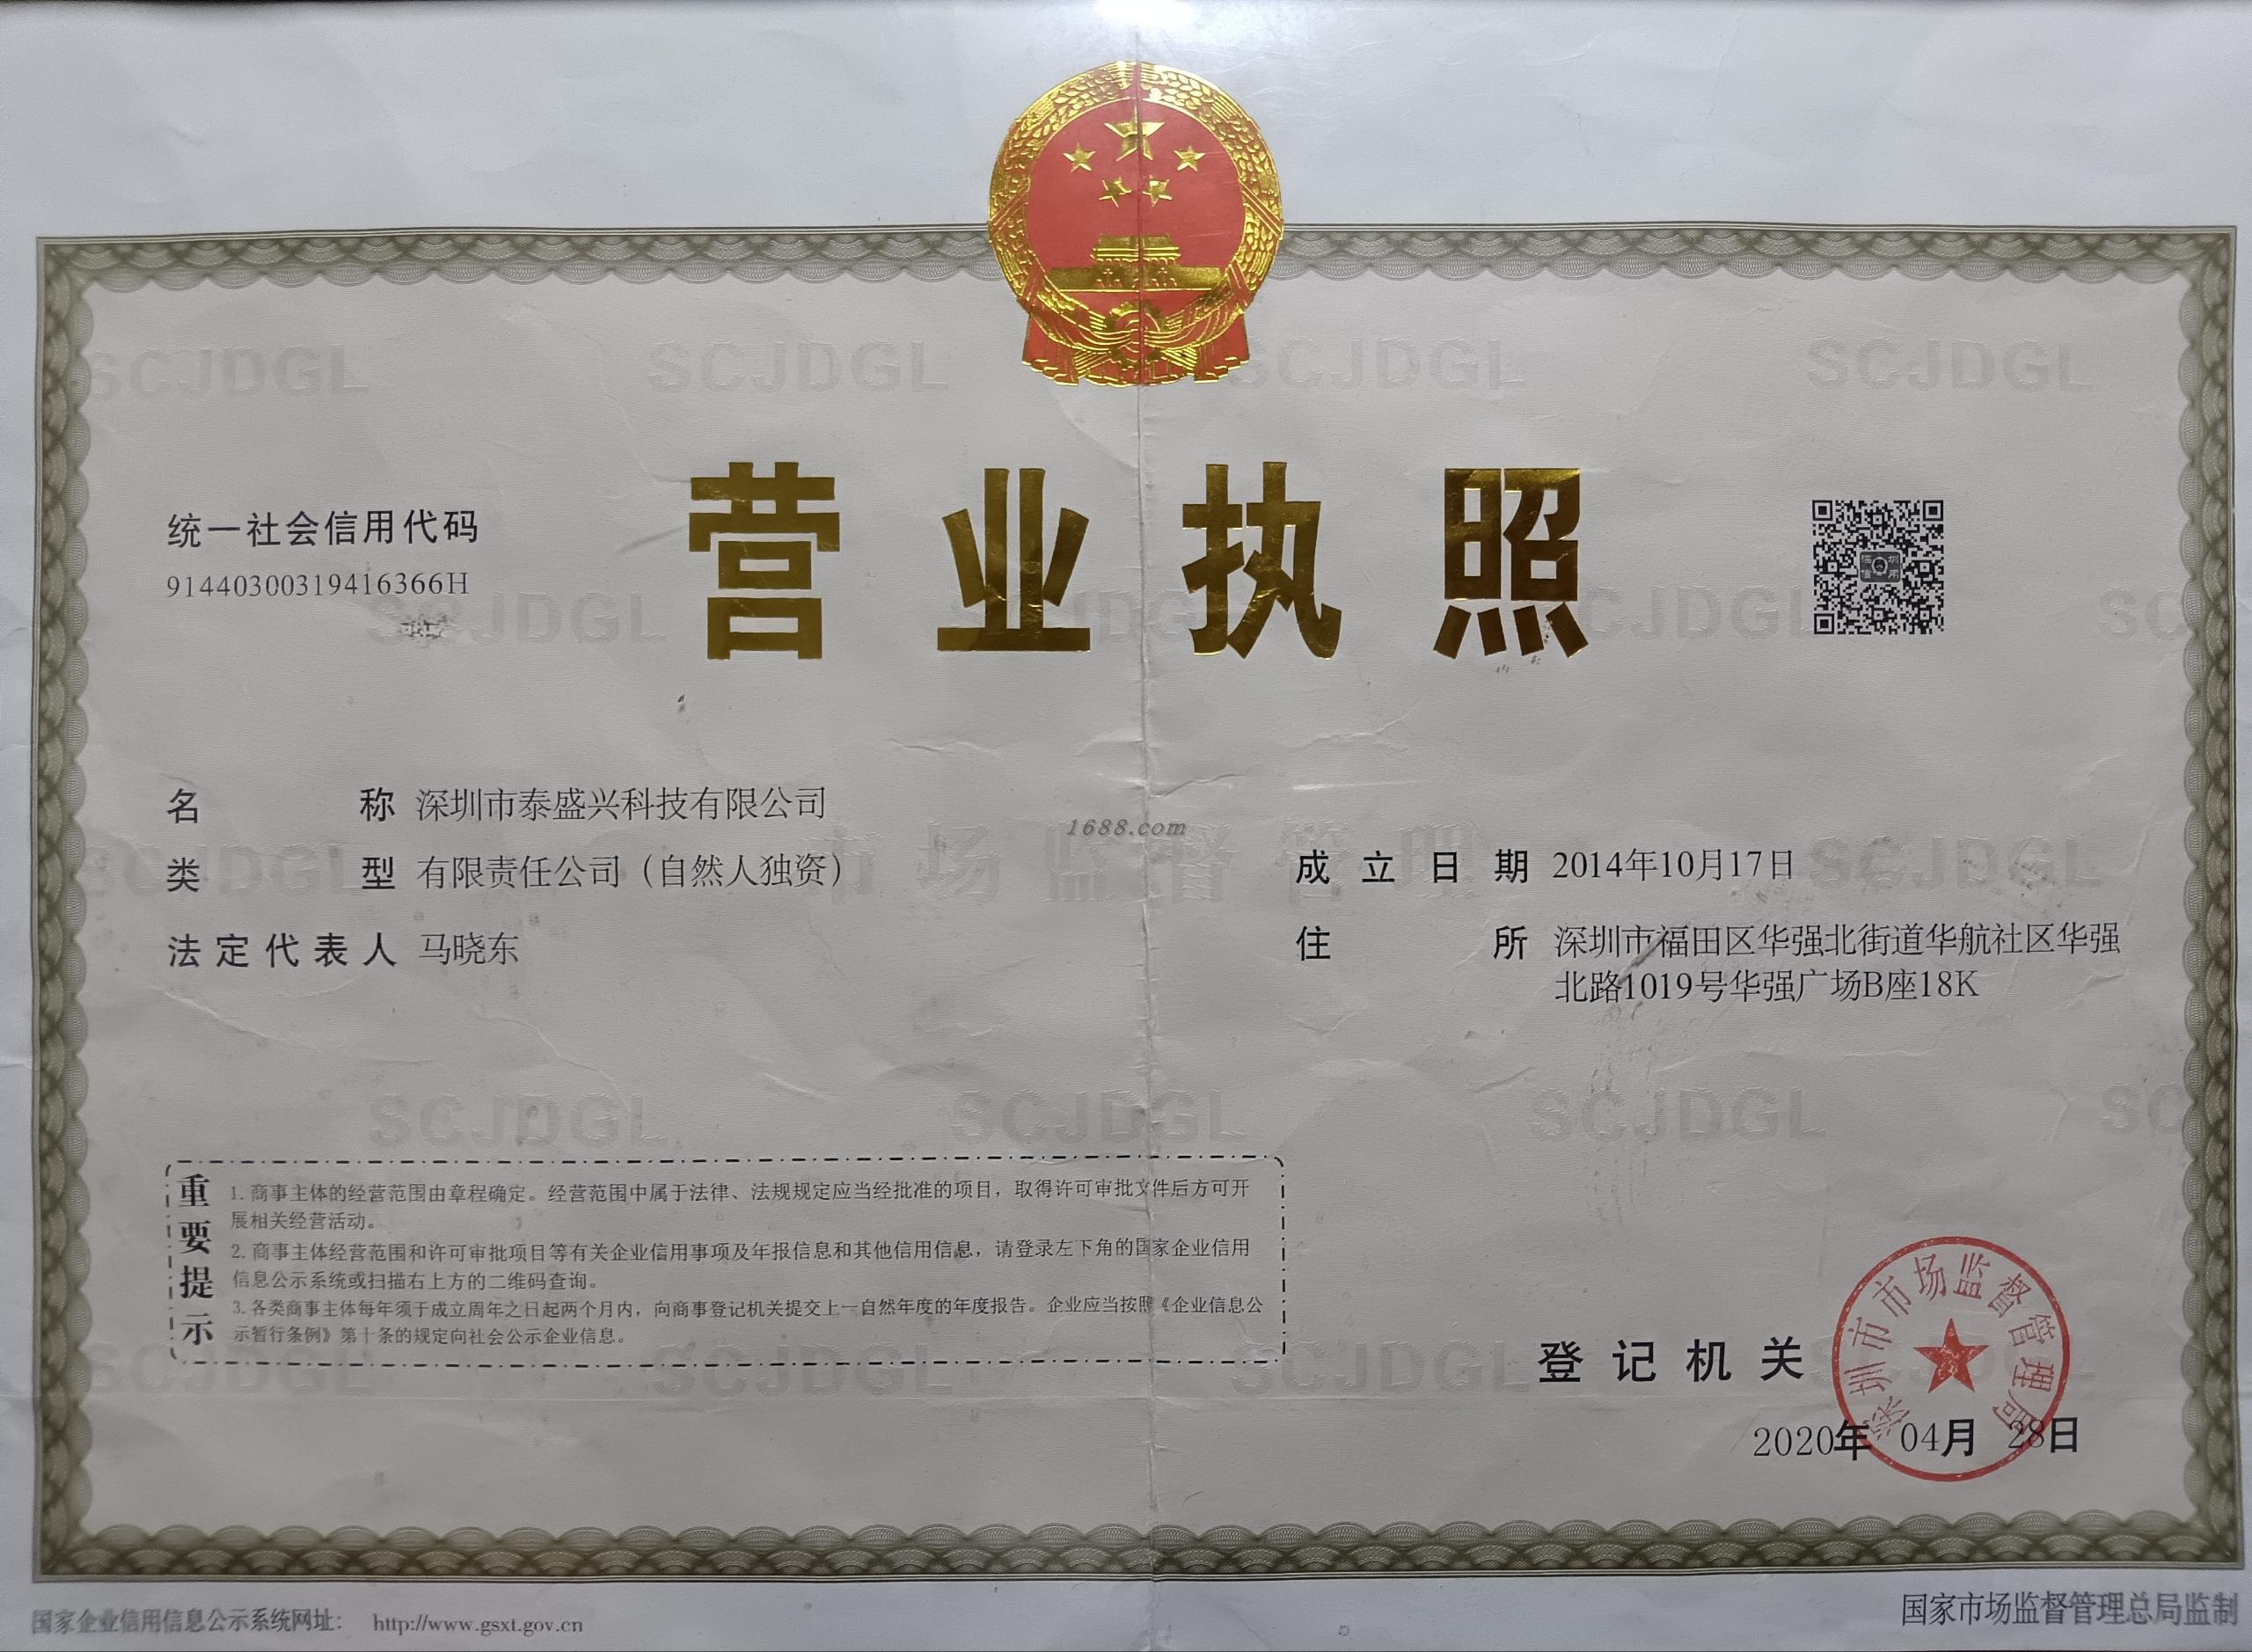 营业执照
统一社会信用代码
91440300319416366H
名称 深圳市泰盛兴科技有限公司
类型 有限责任公司（自然人独资）
法定代表人 马晓东
成立日期 2014年10月17日
住所 深圳市福田区华强北街道华航社区华强
北路1019号华强广场B座18K
1688.com
市场监督管理
SCJDGL
重要提示
1. 商事主体的经营范围由章程确定。经营范围中属于法律、法规规定应当经批准的项目，取得许可审批文件后方可开
展相关经营活动。
2. 商事主体经营范围和许可审批项目等有关企业信用事项及年报信息和其他信用信息，请登录左下角的国家企业信用
信息公示系统或扫描右上方的二维码查询。
3. 各类商事主体每年须于成立周年之日起两个月内，向商事登记机关提交上一自然年度的年度报告。企业应当按照《企业信息公
示暂行条例》第十条的规定向社会公示企业信息。
登记机关
深圳市市场监督管理局
2020年 04月 28日
国家企业信用信息公示系统网址： http://www.gsxt.gov.cn
国家市场监督管理总局监制